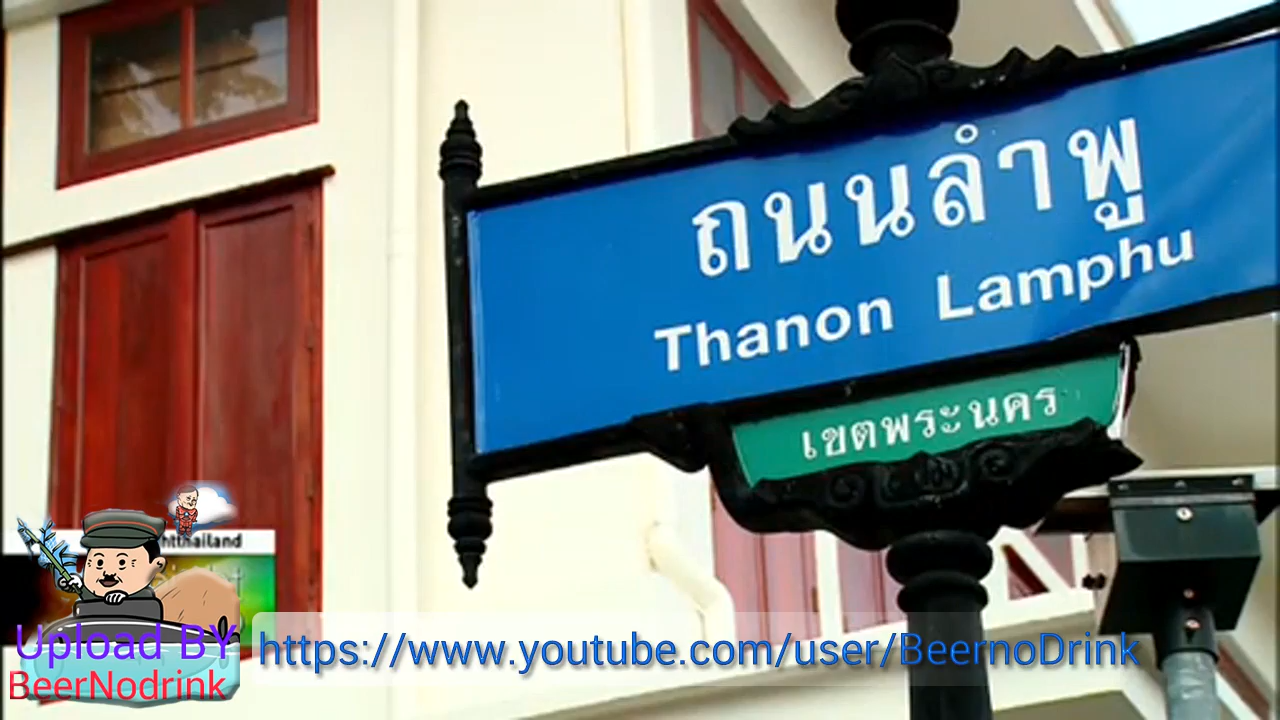 ถนนลำพู
Thanon Lamphu
เขตพระนคร
htthailand
Upload BY
BeerNodrink
https://www.youtube.com/user/BeernoDrink